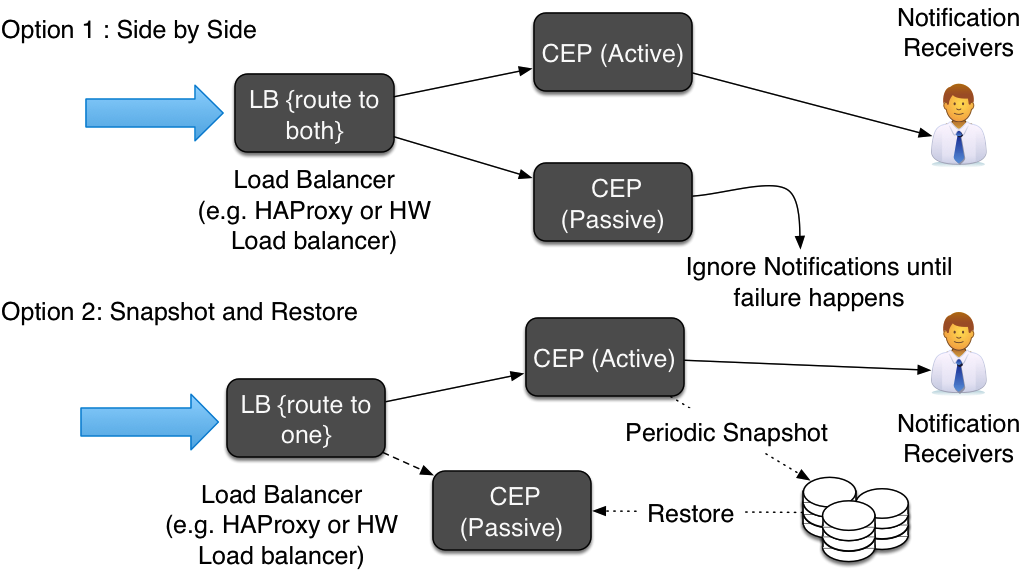 Option 1 : Side by Side
CEP (Active)
Notification
Receivers
LB {route to
both}
Load Balancer
(e.g. HAProxy or HW
Load balancer)
CEP
(Passive)
Ignore Notifications until
failure happens
Option 2: Snapshot and Restore
CEP (Active)
LB {route to
one}
Notification
Receivers
Periodic Snapshot
Load Balancer
(e.g. HAProxy or HW
Load balancer)
CEP
(Passive)
Restore